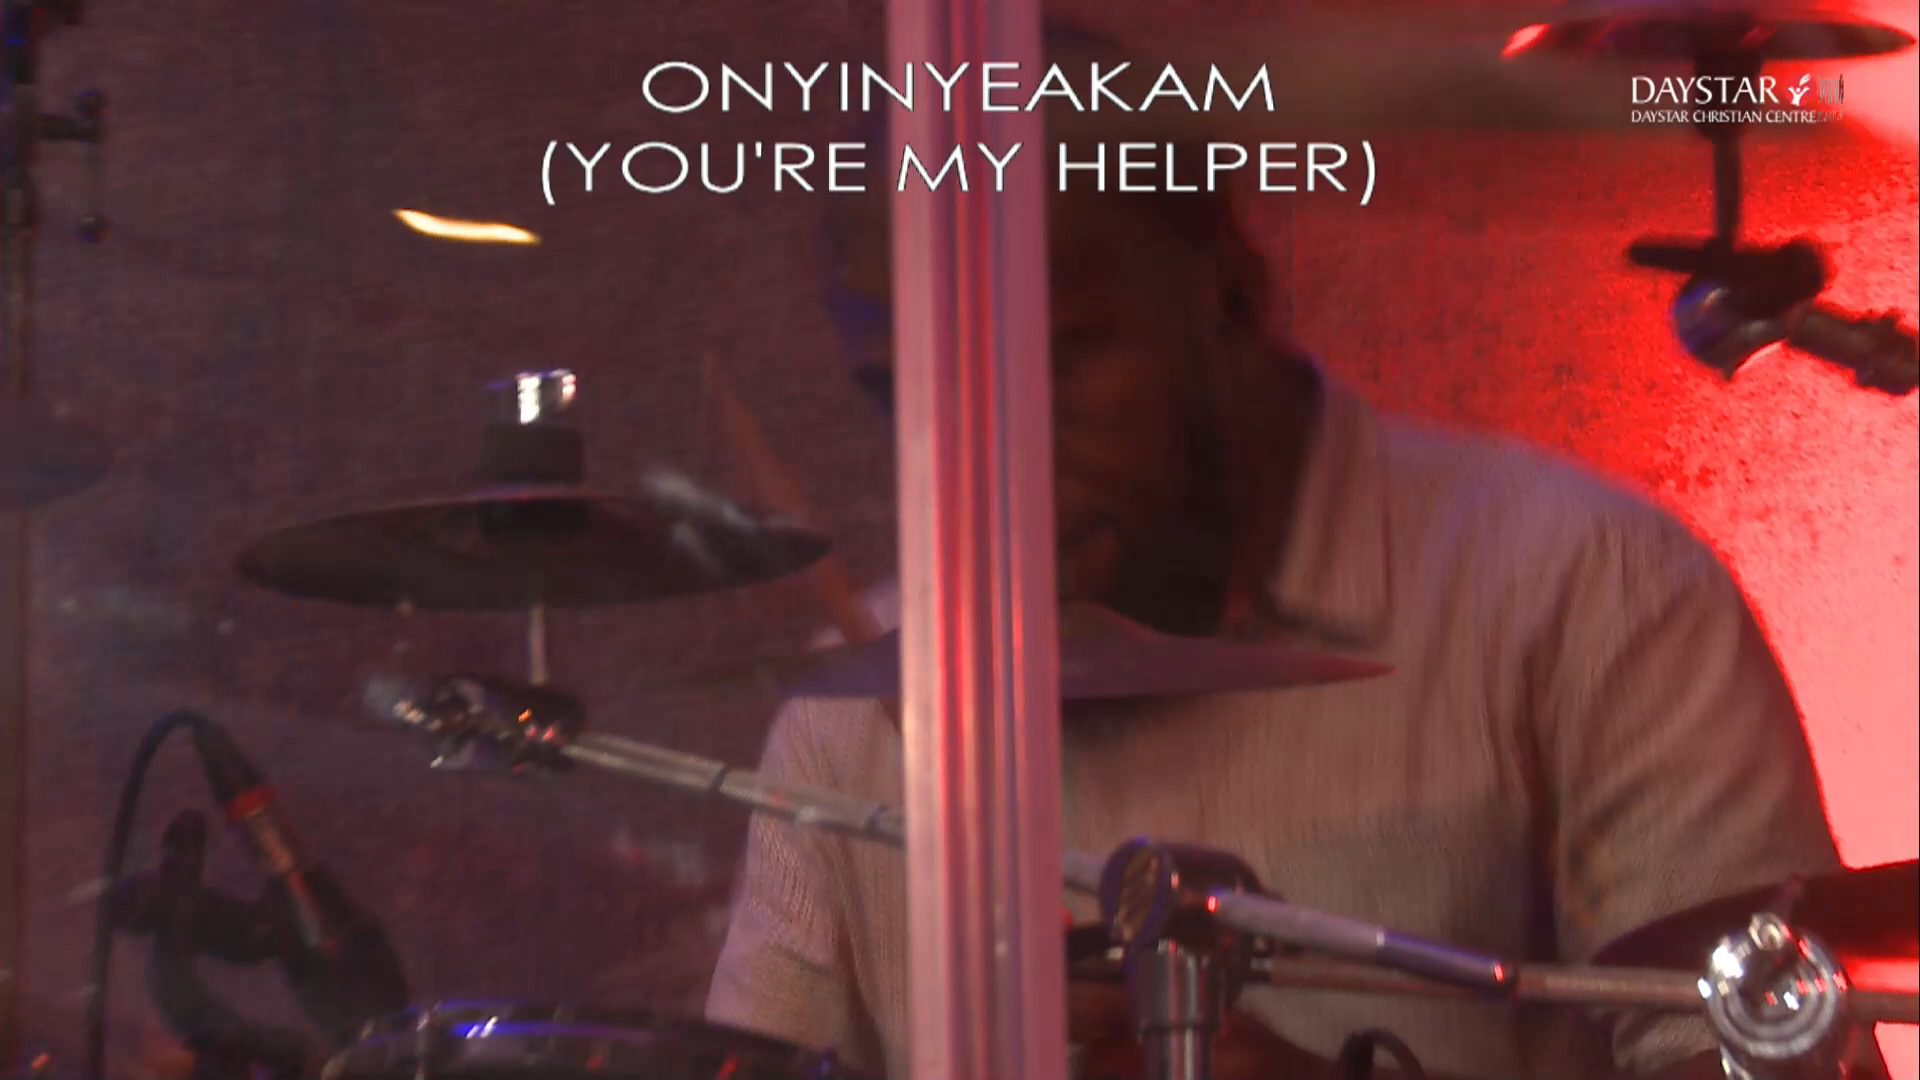 ONYINYEAKAM
(YOU'RE MY HELPER)
DAYSTAR
DAYSTAR CHRISTIAN CENTRE